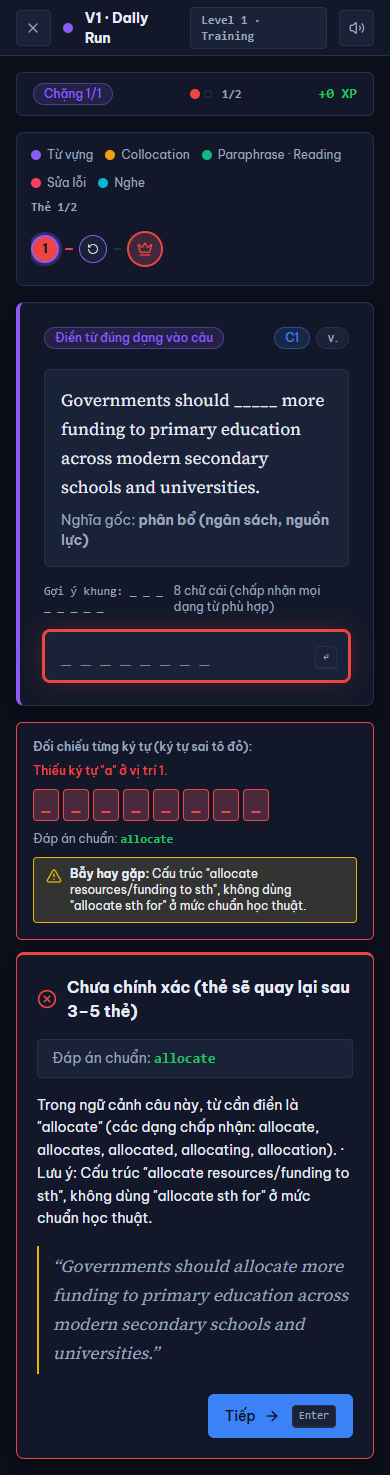 V1 · Daily
Run
Level 1 ·
Training
Chặng 1/1
1/2
+0 XP
Từ vựng
Collocation
Paraphrase · Reading
Sửa lỗi
Nghe
Thẻ 1/2
1
Điền từ đúng dạng vào câu
C1
v.
Governments should _____ more
funding to primary education
across modern secondary
schools and universities.
Nghĩa gốc: phân bổ (ngân sách, nguồn
lực)
Gợi ý khung: _ _ _
_ _ _ _ _
8 chữ cái (chấp nhận mọi
dạng từ phù hợp)
_ _ _ _ _ _ _ _
↵
Đối chiếu từng ký tự (ký tự sai tô đỏ):
Thiếu ký tự "a" ở vị trí 1.
_ _ _ _ _ _ _ _
Đáp án chuẩn: allocate
Bẫy hay gặp: Cấu trúc "allocate
resources/funding to sth", không dùng
"allocate sth for" ở mức chuẩn học thuật.
Chưa chính xác (thẻ sẽ quay lại sau
3–5 thẻ)
Đáp án chuẩn: allocate
Trong ngữ cảnh câu này, từ cần điền là
"allocate" (các dạng chấp nhận: allocate,
allocates, allocated, allocating, allocation). ·
Lưu ý: Cấu trúc "allocate resources/funding to
sth", không dùng "allocate sth for" ở mức
chuẩn học thuật.
“Governments should allocate more
funding to primary education across
modern secondary schools and
universities.”
Tiếp → Enter